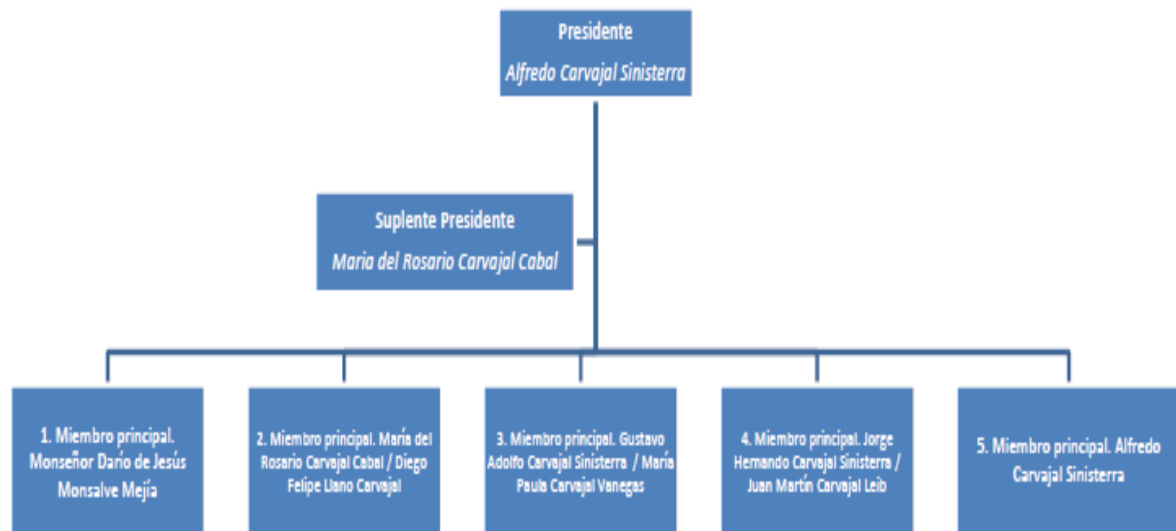 Presidente
Alfredo Carvajal Sinisterra
Suplente Presidente
Maria del Rosario Carvajal Cabal
1. Miembro principal.
Monseñor Darío de Jesús
Monsalve Mejía
2. Miembro principal. María del
Rosario Carvajal Cabal / Diego
Felipe Llano Carvajal
3. Miembro principal. Gustavo
Adolfo Carvajal Sinisterra / María
Paula Carvajal Vanegas
4. Miembro principal. Jorge
Hernando Carvajal Sinisterra /
Juan Martín Carvajal Leib
5. Miembro principal. Alfredo
Carvajal Sinisterra